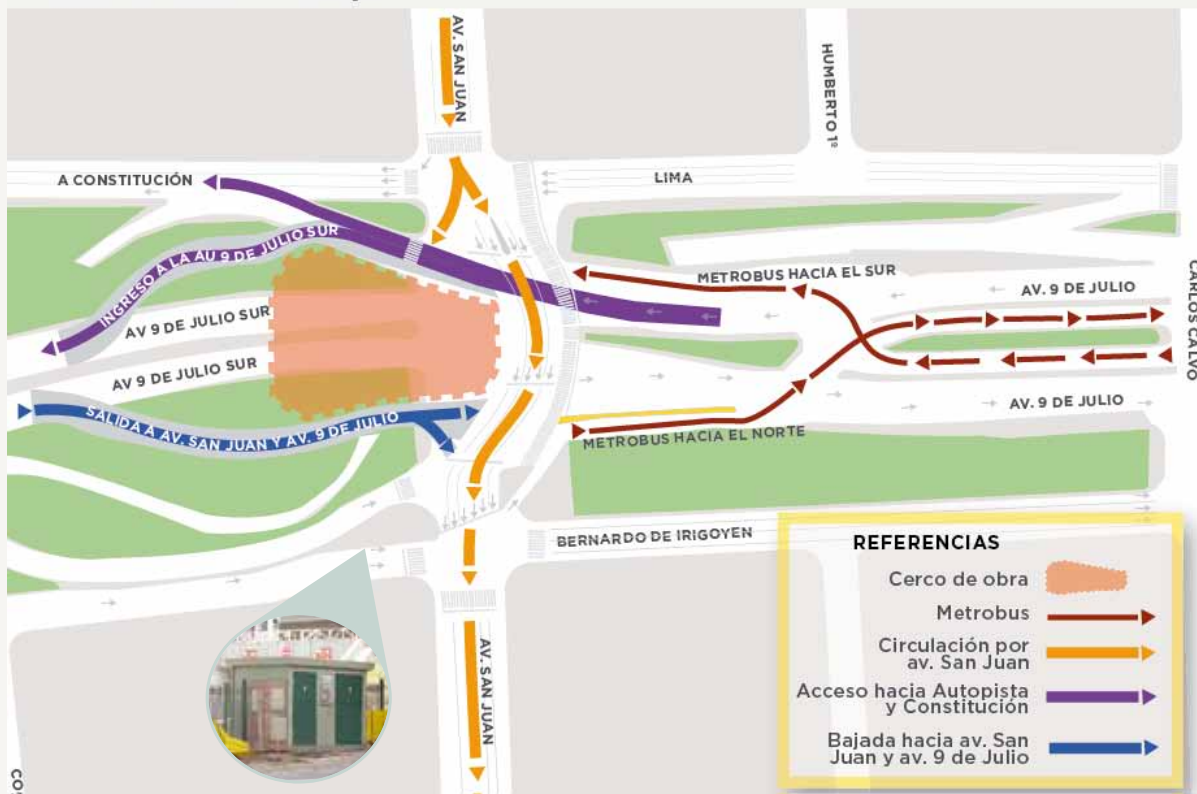 AV. SAN JUAN
HUMBERTO 1º
A CONSTITUCIÓN
LIMA
INGRESO A LA AU 9 DE JULIO SUR
METROBUS HACIA EL SUR
AV. 9 DE JULIO
CARLOS CALVO
AV 9 DE JULIO SUR
AV 9 DE JULIO SUR
AV. 9 DE JULIO
SALIDA A AV. SAN JUAN Y AV. 9 DE JULIO
METROBUS HACIA EL NORTE
BERNARDO DE IRIGOYEN
AV. SAN JUAN
REFERENCIAS
Cerco de obra
Metrobus
Circulación por
av. San Juan
Acceso hacia Autopista
y Constitución
Bajada hacia av. San
Juan y av. 9 de Julio